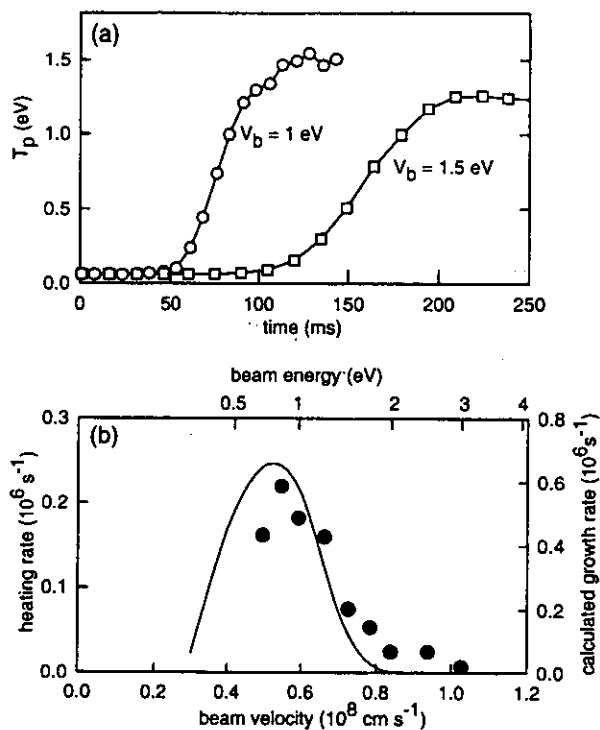 (a)
1.5
1.0
0.5
0.0
T_p (eV)
V_b = 1 eV
V_b = 1.5 eV
0 50 100 150 200 250
time (ms)
beam energy (eV)
0.5 1 2 3 4
(b)
0.3
0.2
0.1
0.0
heating rate (10^6 s^-1)
0.8
0.6
0.4
0.2
0.0
calculated growth rate (10^6 s^-1)
0.0 0.2 0.4 0.6 0.8 1.0 1.2
beam velocity (10^8 cm s^-1)